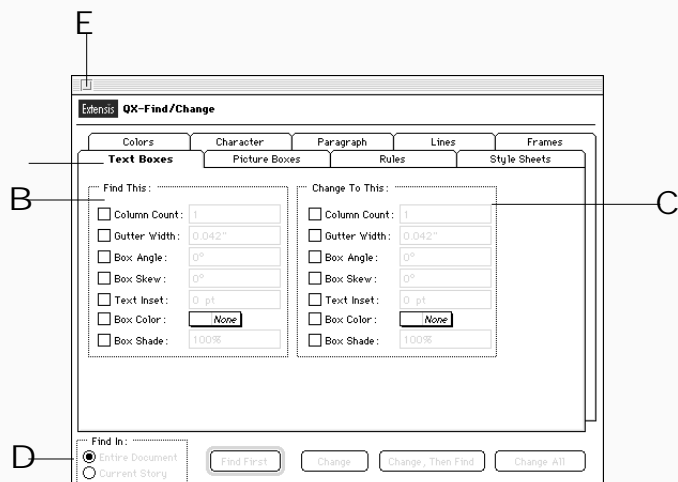 E
Extensis QX-Find/Change
Colors Character Paragraph Lines Frames
Text Boxes Picture Boxes Rules Style Sheets
B
C
Find This:
Column Count: 1
Gutter Width: 0.042"
Box Angle: 0°
Box Skew: 0°
Text Inset: 0 pt
Box Color: None
Box Shade: 100%
Change To This:
Column Count: 1
Gutter Width: 0.042"
Box Angle: 0°
Box Skew: 0°
Text Inset: 0 pt
Box Color: None
Box Shade: 100%
D
Find In:
Entire Document
Current Story
Find First Change Change, Then Find Change All